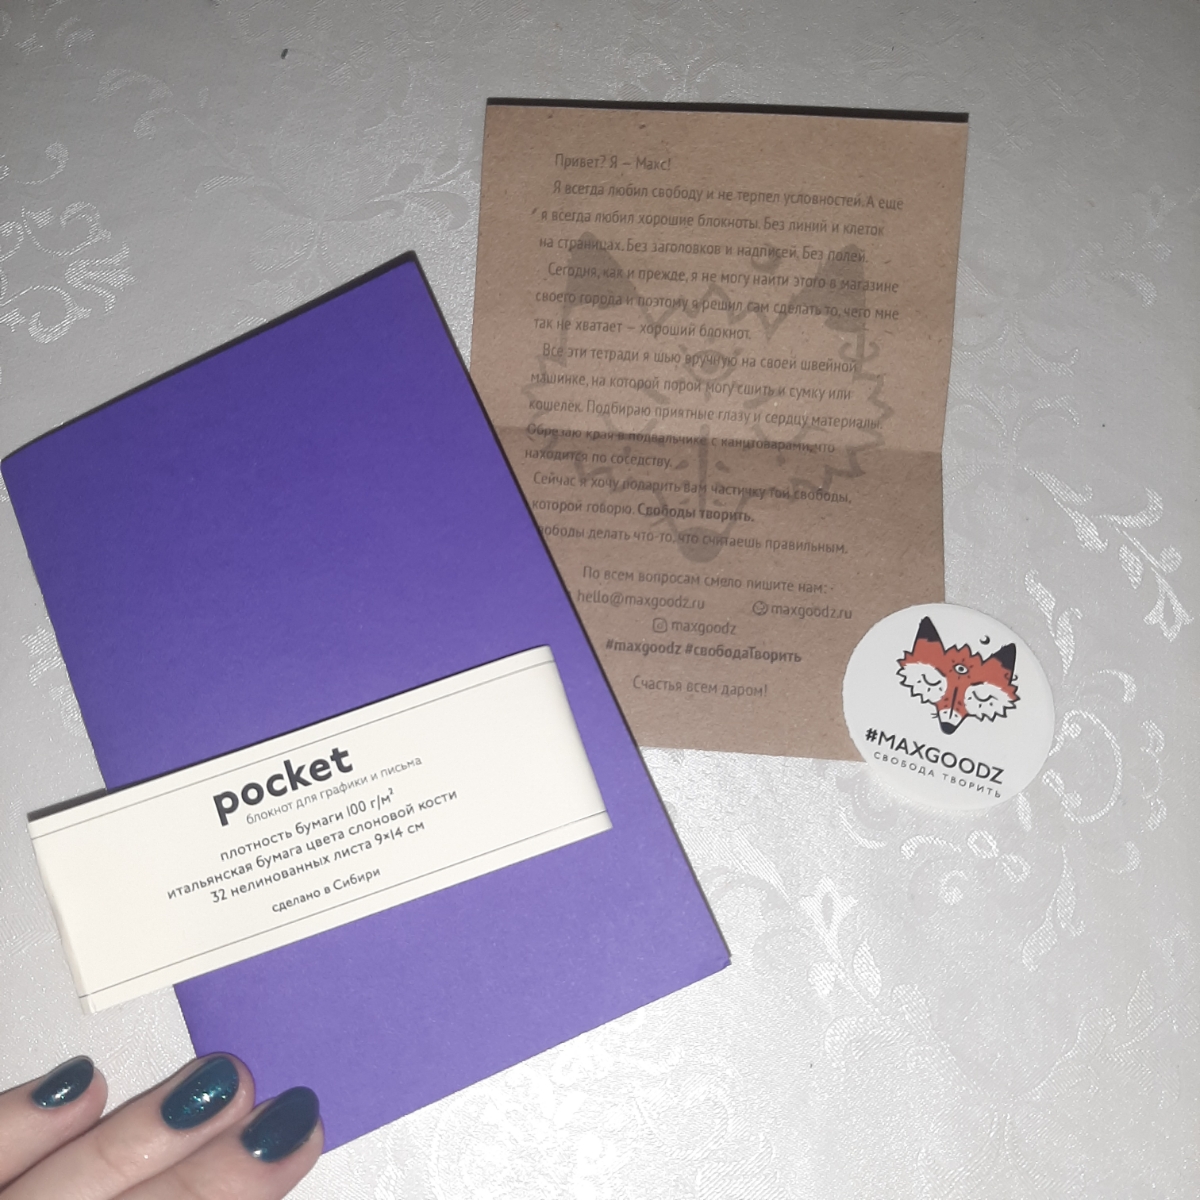 Привет? Я – Макс!
Я всегда любил свободу и не терпел условностей. А ещё
я всегда любил хорошие блокноты. Без линий и клеток
на страницах. Без заголовков и надписей. Без полей.
Сегодня, как и прежде, я не могу найти этого в магазине
своего города и поэтому я решил сам сделать то, чего мне
так не хватает – хороший блокнот.
Все эти тетради я шью вручную на своей швейной
машинке, на которой порой могу сшить и сумку или
кошелек. Подбираю приятные глазу и сердцу материалы.
Обрезаю края в подвальчике с канцтоварами, что
находится по соседству.
Сейчас я хочу подарить вам частичку той свободы,
которой говорю. Свободы творить.
вободы делать что-то, что считаешь правильным.
По всем вопросам смело пишите нам:
hello@maxgoodz.ru maxgoodz.ru
maxgoodz
#maxgoodz #свободаТворить
Счастья всем даром!
#MAXGOODZ
СВОБОДА ТВОРИТЬ
pocket
блокнот для графики и письма
плотность бумаги 100 г/м²
итальянская бумага цвета слоновой кости
32 нелинованных листа 9×14 см
сделано в Сибири